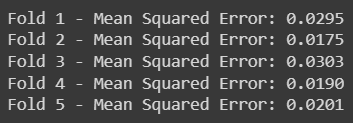 Fold 1 - Mean Squared Error: 0.0295
Fold 2 - Mean Squared Error: 0.0175
Fold 3 - Mean Squared Error: 0.0303
Fold 4 - Mean Squared Error: 0.0190
Fold 5 - Mean Squared Error: 0.0201